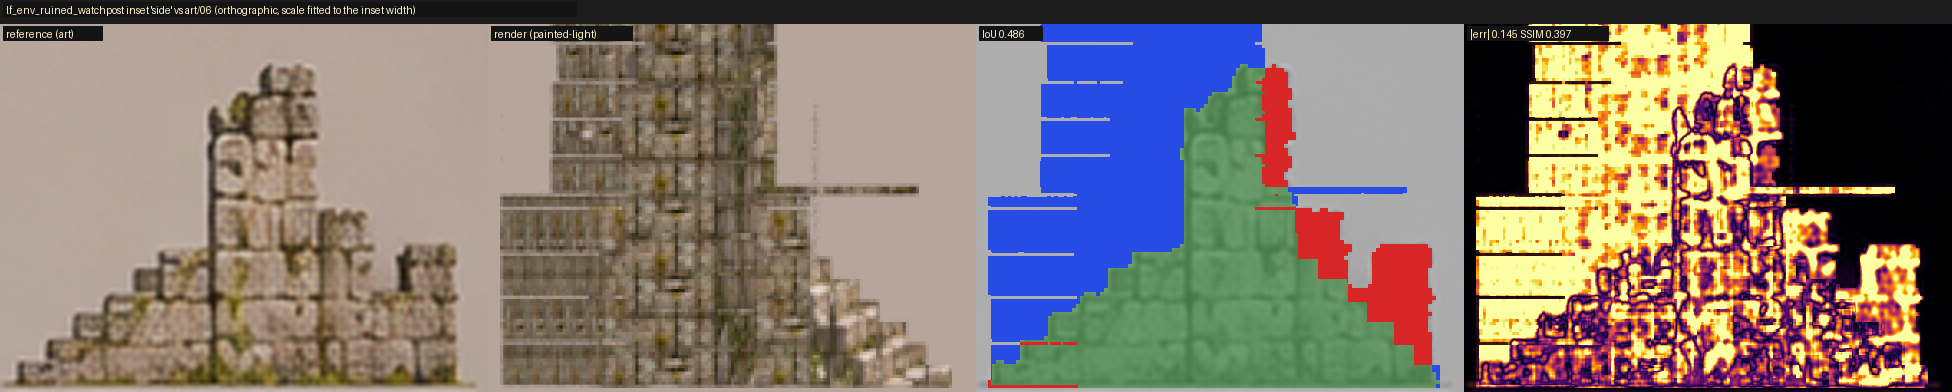 lf_env_ruined_watchpost inset 'side' vs art/06 (orthographic, scale fitted to the inset width)
reference (art)
render (painted-light)
IoU 0.486
|err| 0.145 SSIM 0.397